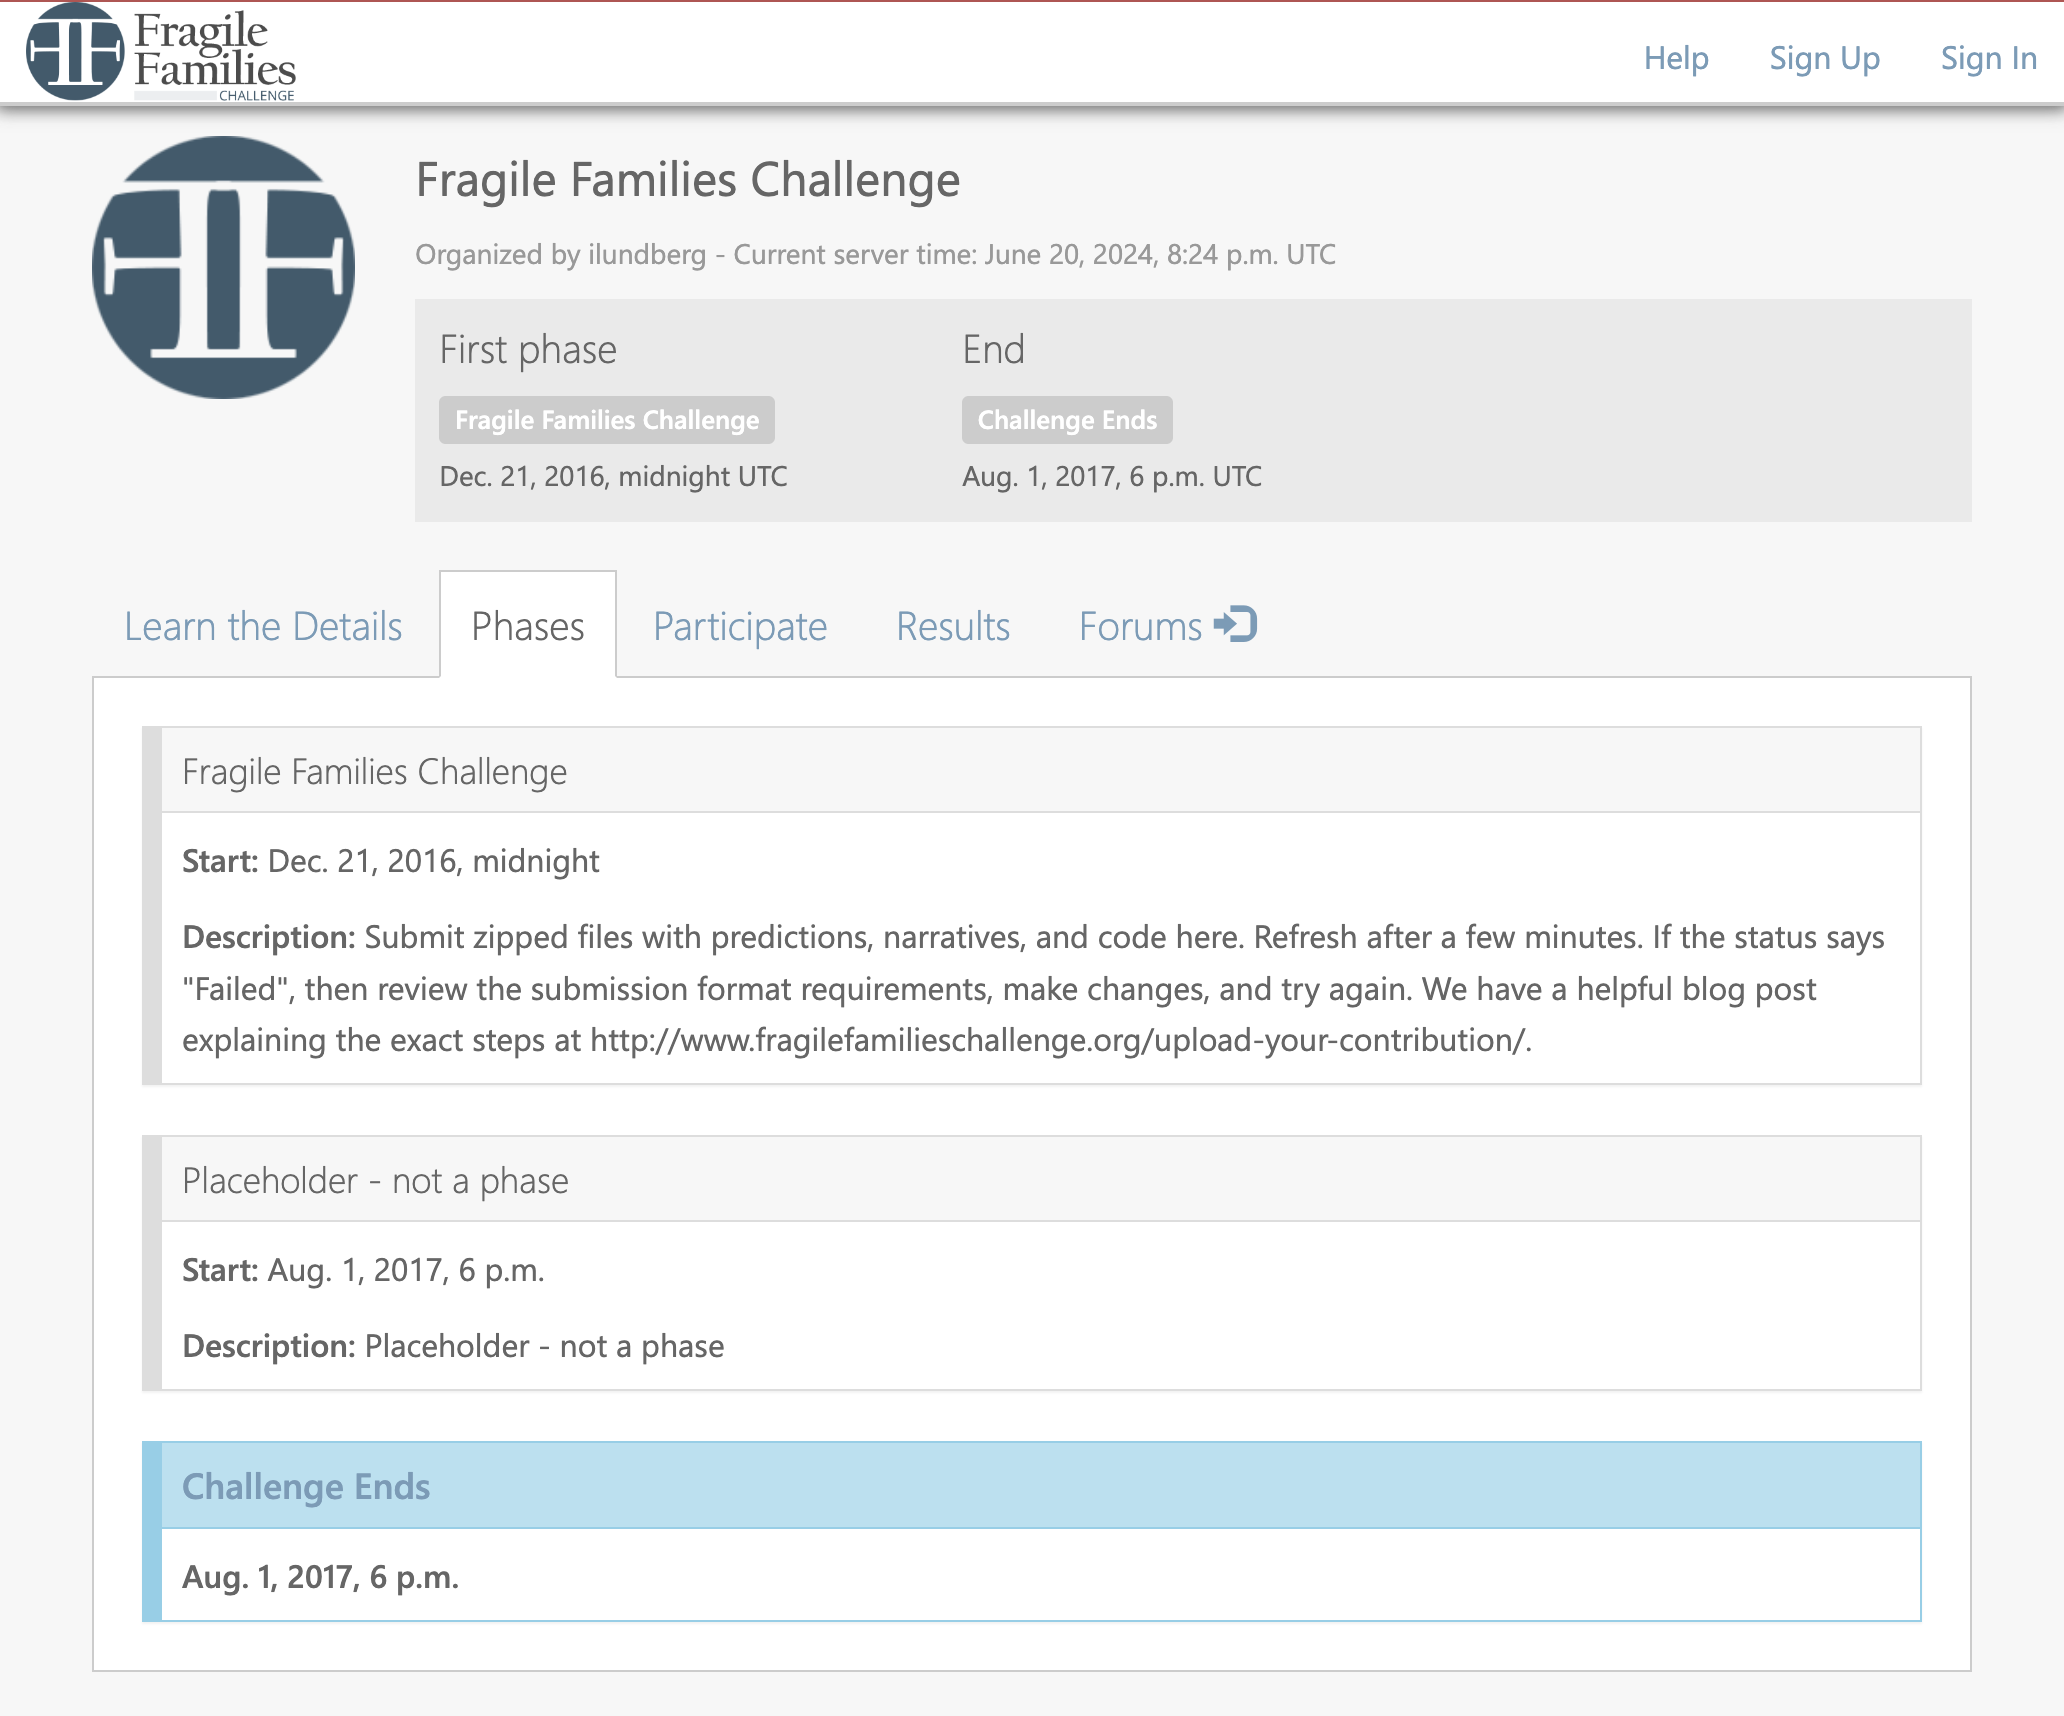 Fragile
Families
CHALLENGE
Help Sign Up Sign In
Fragile Families Challenge
Organized by ilundberg - Current server time: June 20, 2024, 8:24 p.m. UTC
First phase
Fragile Families Challenge
Dec. 21, 2016, midnight UTC
End
Challenge Ends
Aug. 1, 2017, 6 p.m. UTC
Learn the Details Phases Participate Results Forums
Fragile Families Challenge
Start: Dec. 21, 2016, midnight
Description: Submit zipped files with predictions, narratives, and code here. Refresh after a few minutes. If the status says
"Failed", then review the submission format requirements, make changes, and try again. We have a helpful blog post
explaining the exact steps at http://www.fragilefamilieschallenge.org/upload-your-contribution/.
Placeholder - not a phase
Start: Aug. 1, 2017, 6 p.m.
Description: Placeholder - not a phase
Challenge Ends
Aug. 1, 2017, 6 p.m.